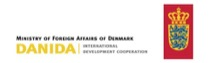 MINISTRY OF FOREIGN AFFAIRS OF DENMARK
DANIDA
INTERNATIONAL
DEVELOPMENT COOPERATION